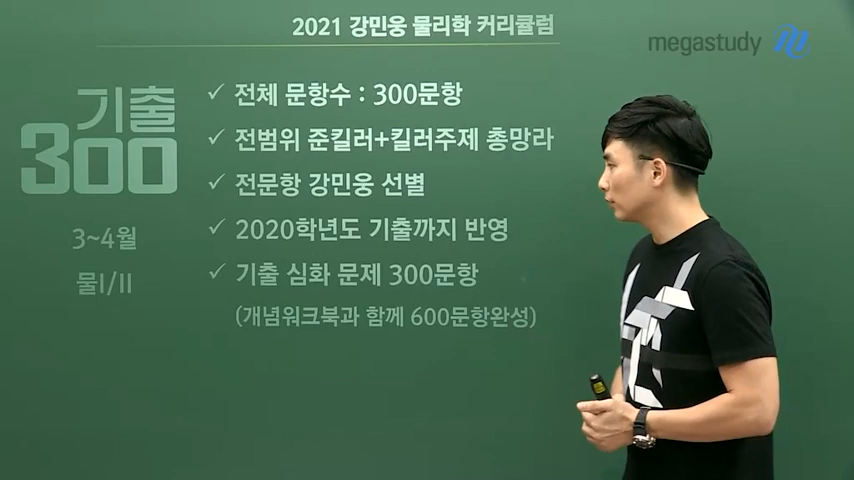 2021 강민웅 물리학 커리큘럼
megastudy
기출
300
3~4월
물I/II
✓ 전체 문항수 : 300문항
✓ 전범위 준킬러+킬러주제 총망라
✓ 전문항 강민웅 선별
✓ 2020학년도 기출까지 반영
✓ 기출 심화 문제 300문항
(개념워크북과 함께 600문항완성)